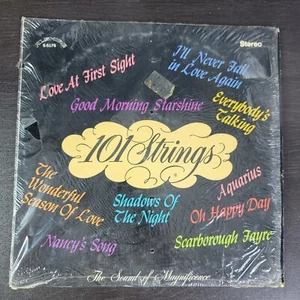 S-5178
Stereo
Love At First Sight
I'll Never Fall
in Love Again
Good Morning Starshine
Everybody's
Talking
101 Strings
The
Wonderful
Season Of Love
Shadows Of
The Night
Aquarius
Oh Happy Day
Nancy's Song
Scarborough Fayre
The Sound of Magnificence